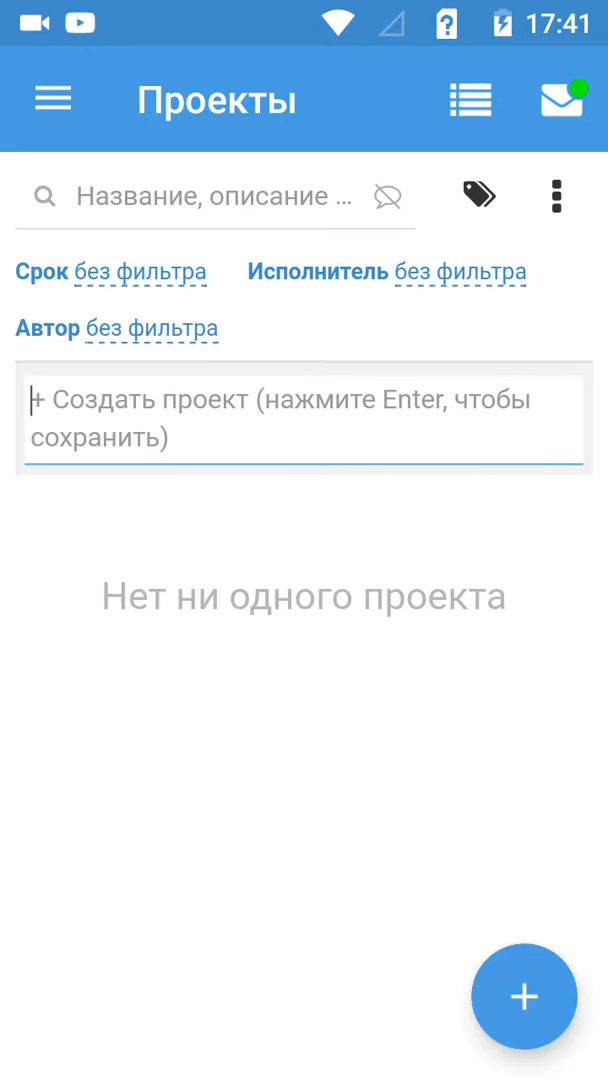 17:41
Проекты
Название, описание ...
Срок без фильтра Исполнитель без фильтра
Автор без фильтра
+ Создать проект (нажмите Enter, чтобы
сохранить)
Нет ни одного проекта